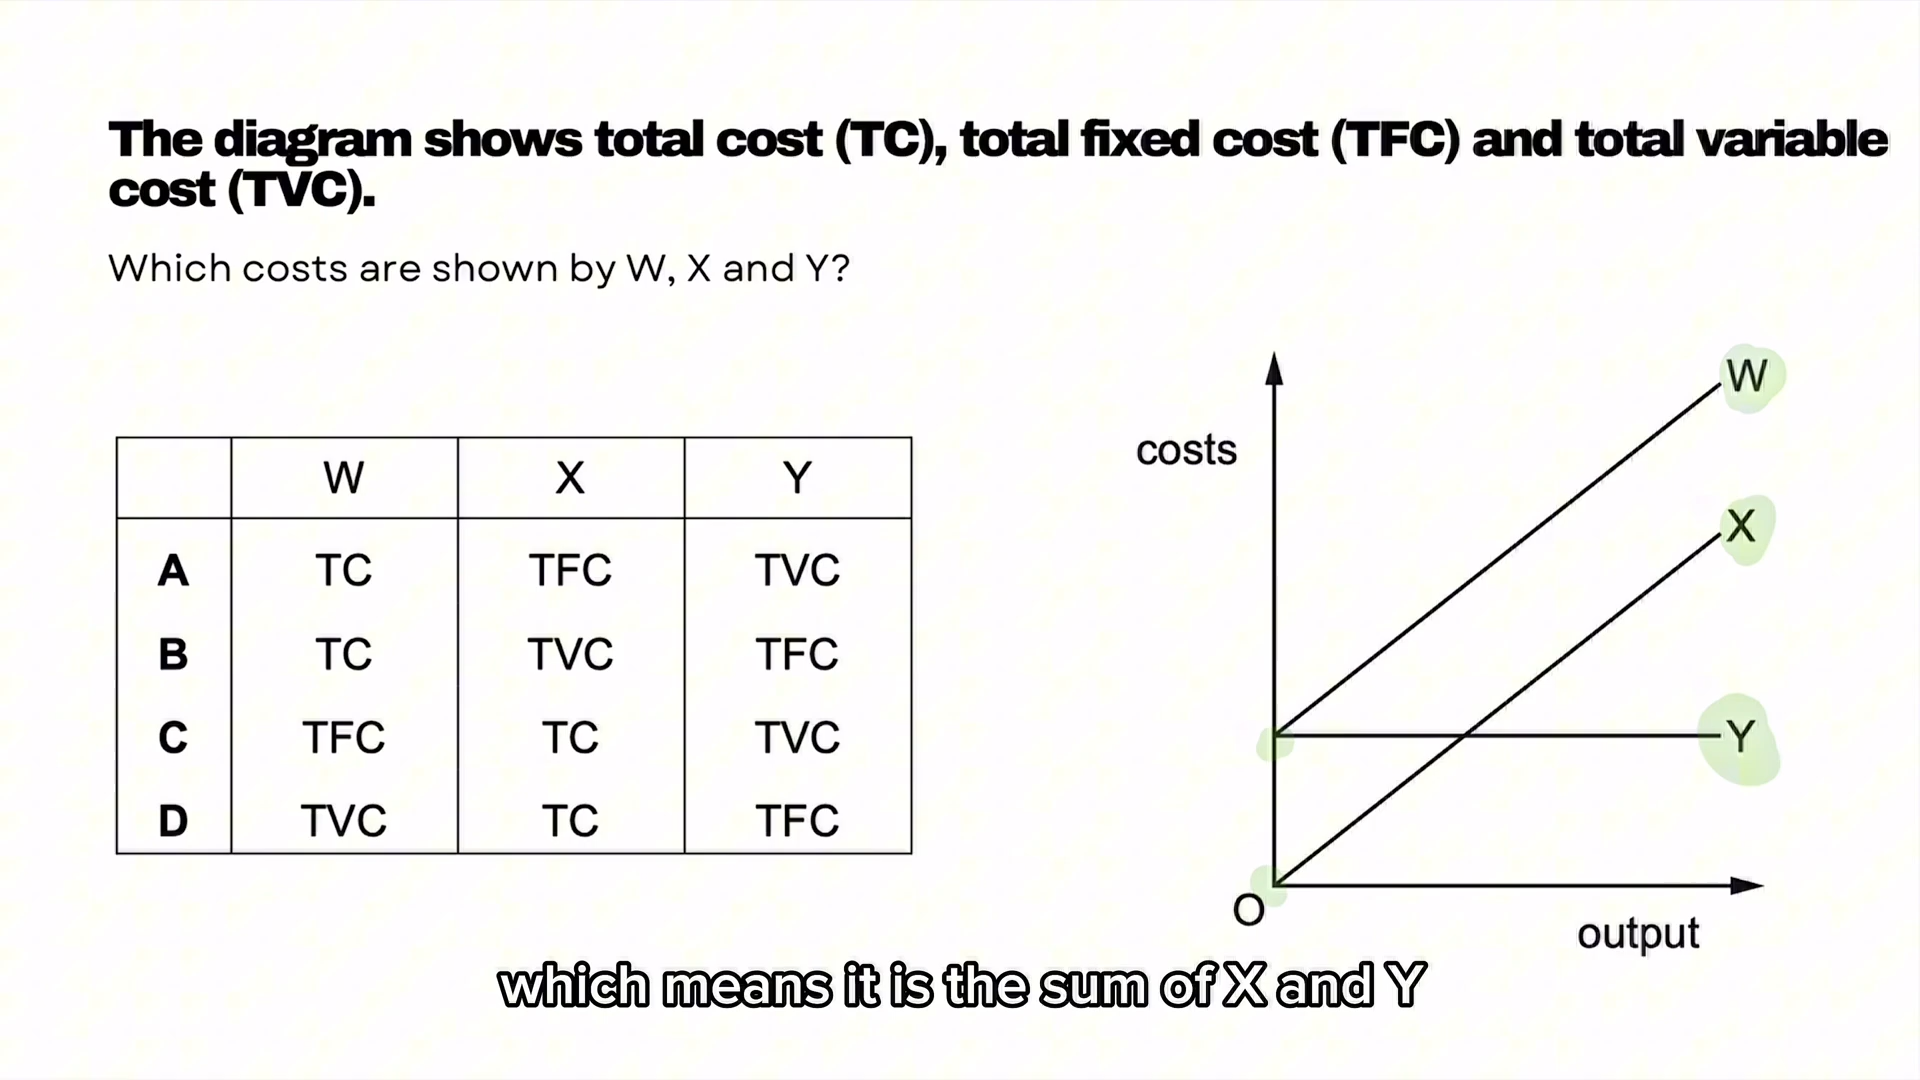 The diagram shows total cost (TC), total fixed cost (TFC) and total variable
cost (TVC).
Which costs are shown by W, X and Y?
W X Y
A TC TFC TVC
B TC TVC TFC
C TFC TC TVC
D TVC TC TFC
W
costs
X
Y
O
output
which means it is the sum of X and Y